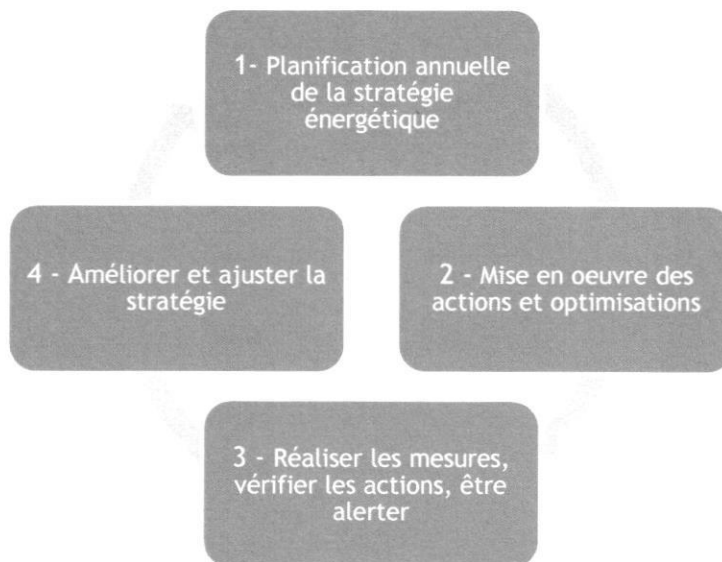 1- Planification annuelle
de la stratégie
énergétique
2 - Mise en oeuvre des
actions et optimisations
3 - Réaliser les mesures,
vérifier les actions, être
alerter
4 - Améliorer et ajuster la
stratégie